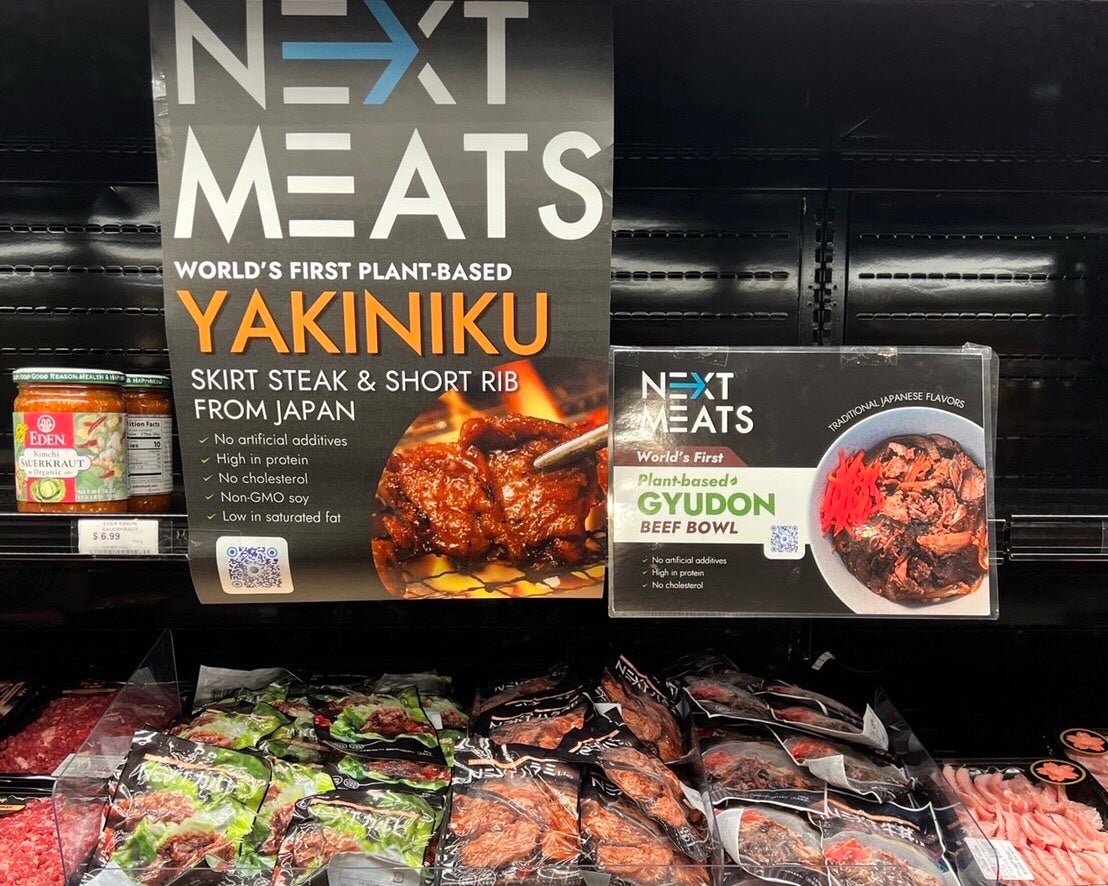 NEXT
MEATS
WORLD'S FIRST PLANT-BASED
YAKINIKU
SKIRT STEAK & SHORT RIB
FROM JAPAN
✓ No artificial additives
✓ High in protein
✓ No cholesterol
✓ Non-GMO soy
✓ Low in saturated fat
NEXT
MEATS
TRADITIONAL JAPANESE FLAVORS
World's First
Plant-based
GYUDON
BEEF BOWL
✓ No artificial additives
✓ High in protein
✓ No cholesterol
EDEN
Kimchi
SAUERKRAUT
Organic
$ 6.99